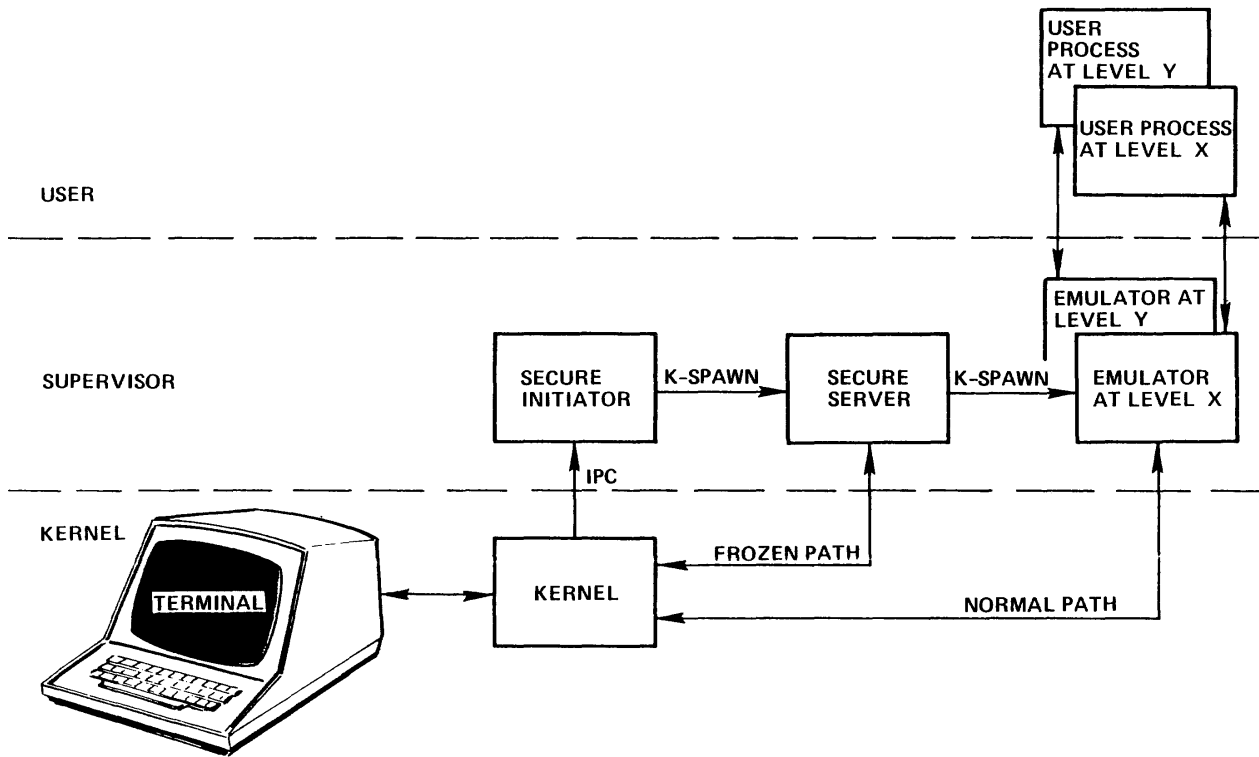 USER
PROCESS
AT LEVEL Y
USER PROCESS
AT LEVEL X
USER
EMULATOR AT
LEVEL Y
SUPERVISOR
SECURE
INITIATOR
K-SPAWN
SECURE
SERVER
K-SPAWN
EMULATOR
AT LEVEL X
IPC
KERNEL
TERMINAL
KERNEL
FROZEN PATH
NORMAL PATH